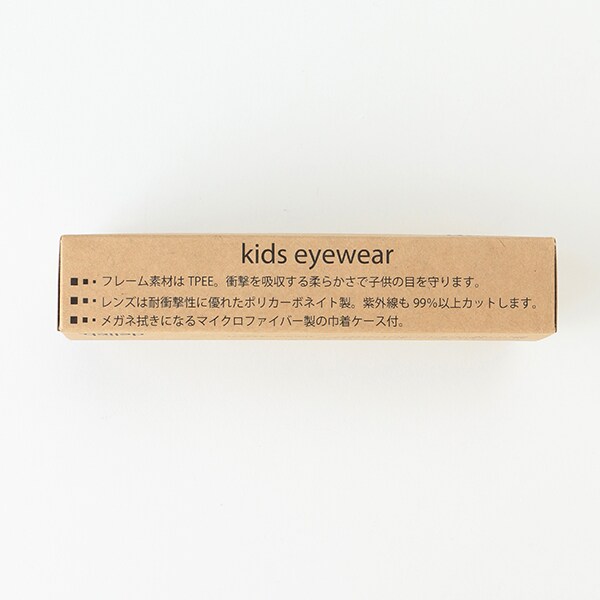 kids eyewear
■ ▪ · フレーム素材は TPEE。衝撃を吸収する柔らかさで子供の目を守ります。
■ ▪ · レンズは耐衝撃性に優れたポリカーボネイト製。紫外線も 99%以上カットします。
■ ▪ · メガネ拭きになるマイクロファイバー製の巾着ケース付。